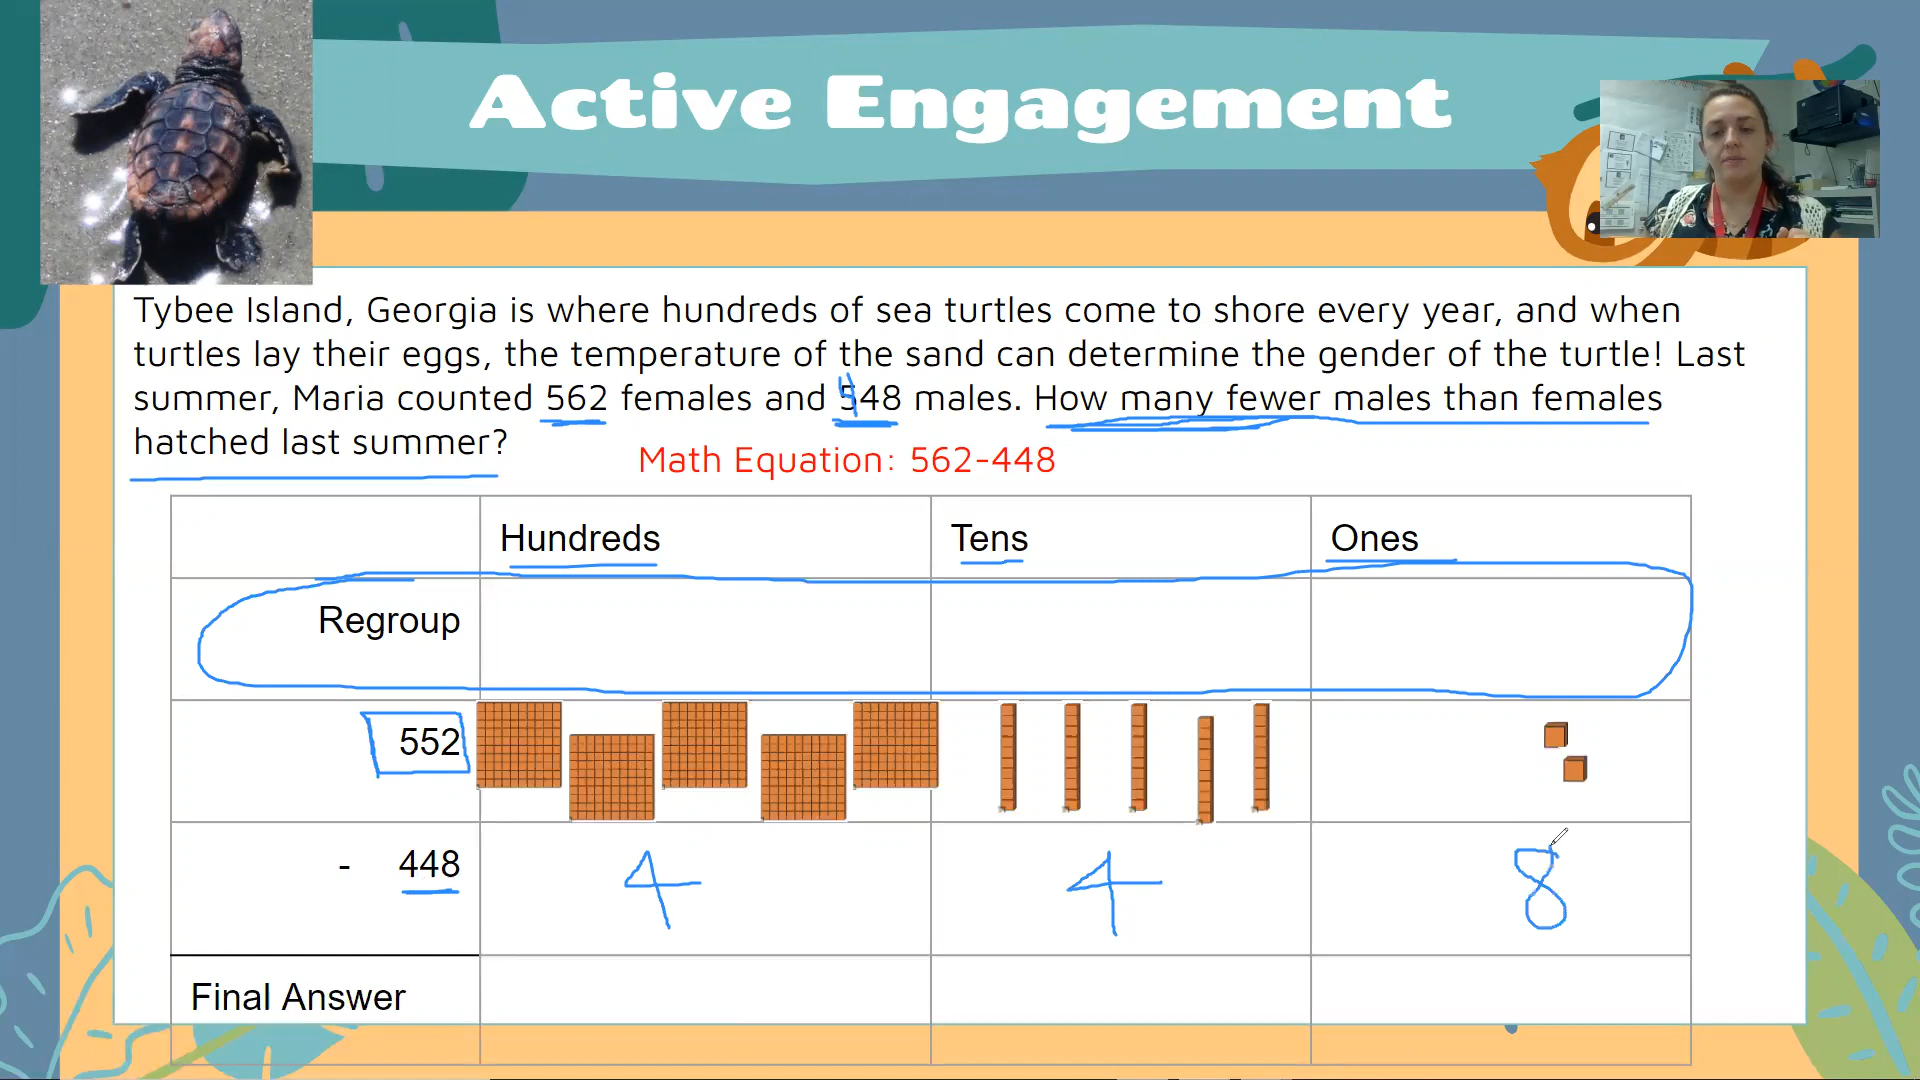 Active Engagement
Tybee Island, Georgia is where hundreds of sea turtles come to shore every year, and when
turtles lay their eggs, the temperature of the sand can determine the gender of the turtle! Last
4
summer, Maria counted 562 females and 548 males. How many fewer males than females
hatched last summer?
Math Equation: 562-448
Hundreds Tens Ones
Regroup
552
- 448 4 4 8
Final Answer